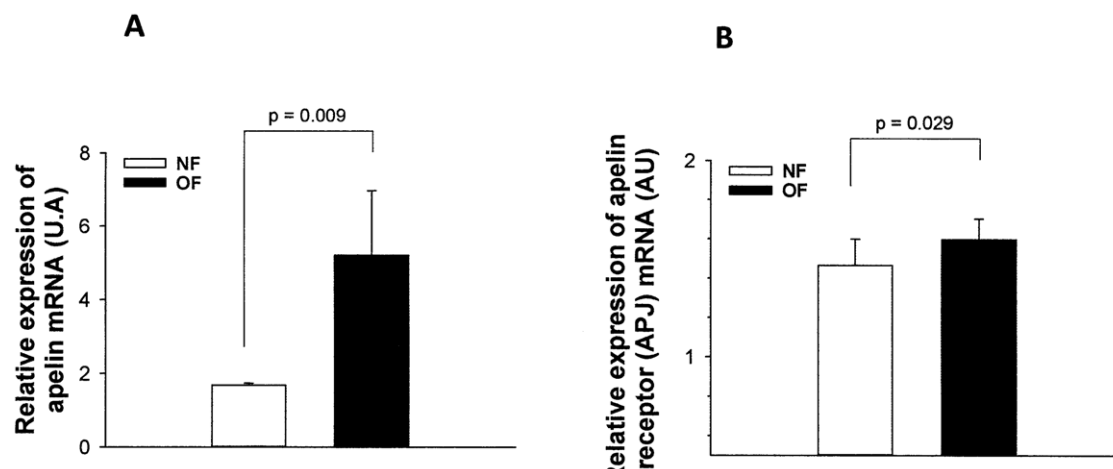 A
p = 0.009
8
6
4
2
0
NF
OF
Relative expression of
apelin mRNA (U.A)
B
p = 0.029
2
1
NF
OF
Relative expression of apelin
receptor (APJ) mRNA (AU)